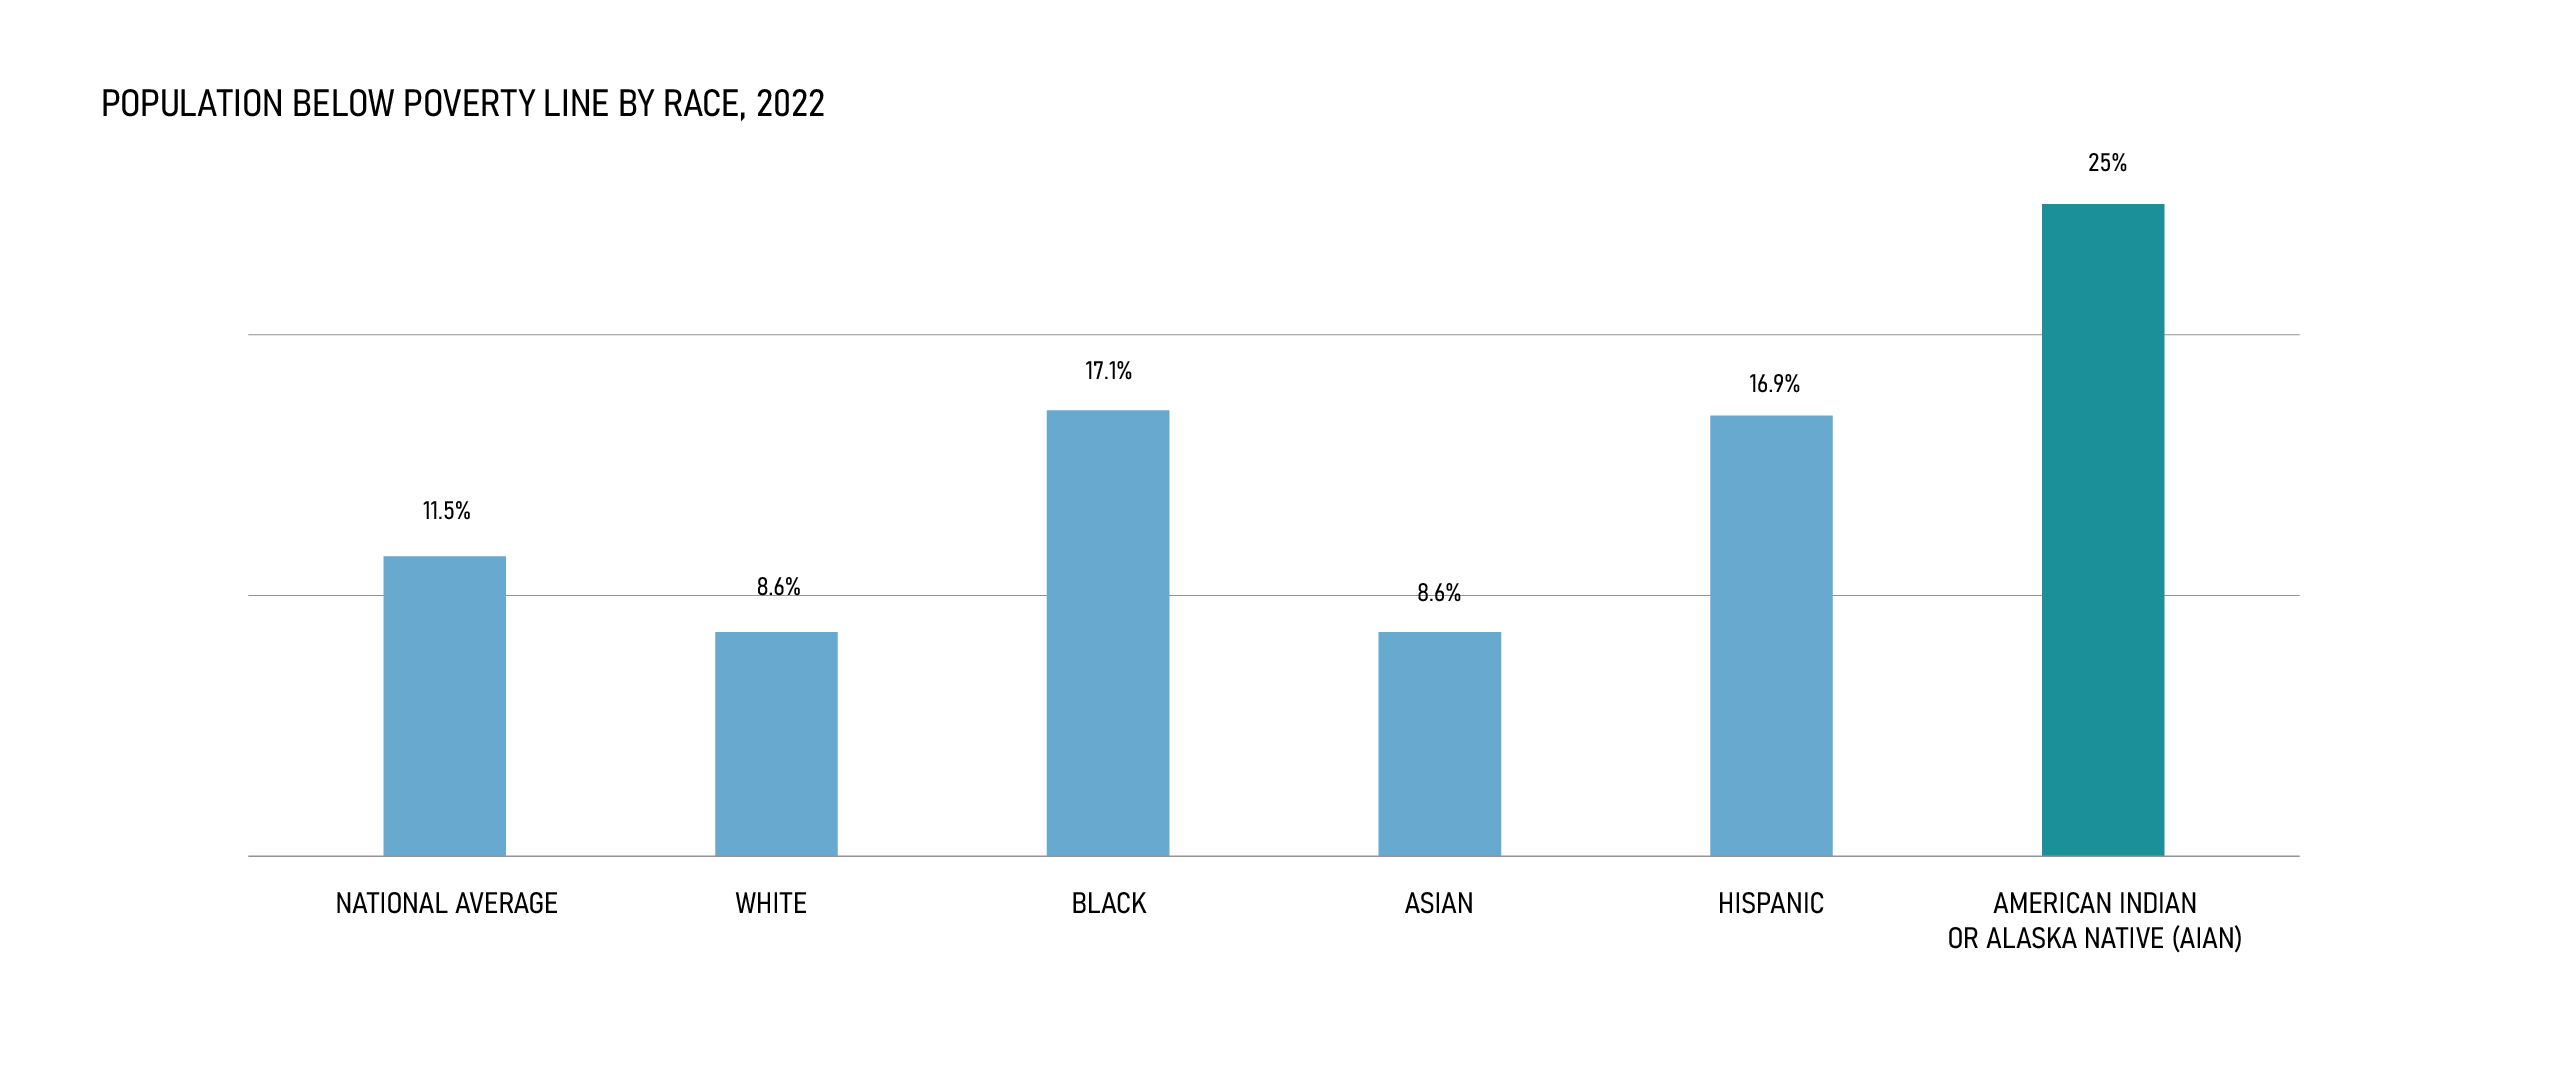 POPULATION BELOW POVERTY LINE BY RACE, 2022
25%
17.1%
16.9%
11.5%
8.6%
8.6%
NATIONAL AVERAGE
WHITE
BLACK
ASIAN
HISPANIC
AMERICAN INDIAN
OR ALASKA NATIVE (AIAN)